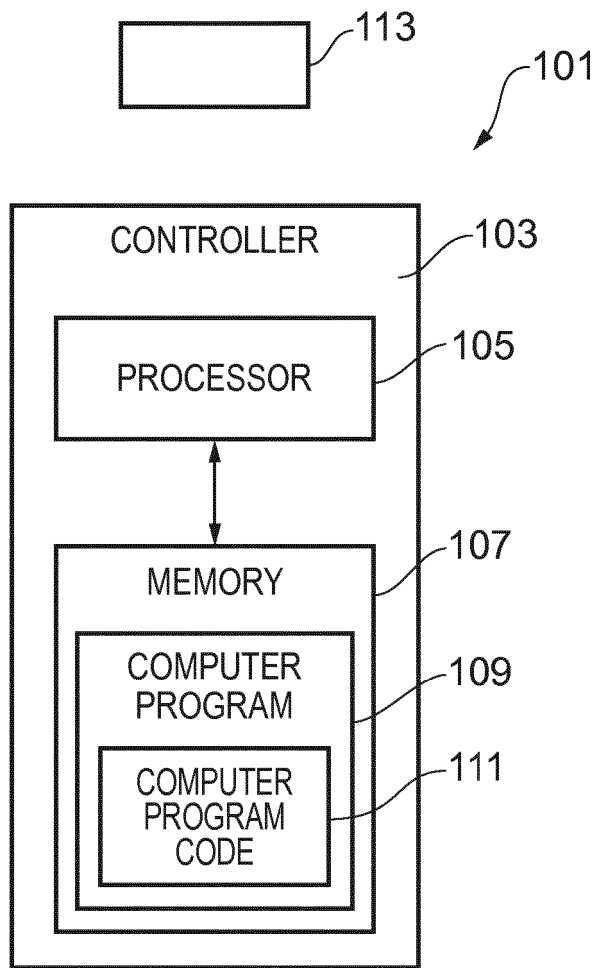 113
101
CONTROLLER
103
PROCESSOR
105
MEMORY
107
COMPUTER
PROGRAM
109
COMPUTER
PROGRAM
CODE
111